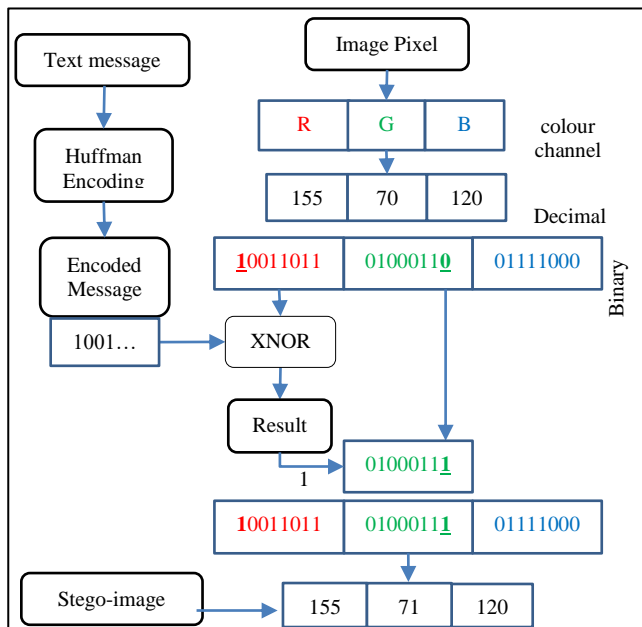 Text message
Image Pixel
R G B
colour
channel
Huffman
Encoding
155 70 120
Decimal
Encoded
Message
10011011 01000110 01111000
Binary
1001…
XNOR
Result
1
01000111
10011011 01000111 01111000
Stego-image
155 71 120